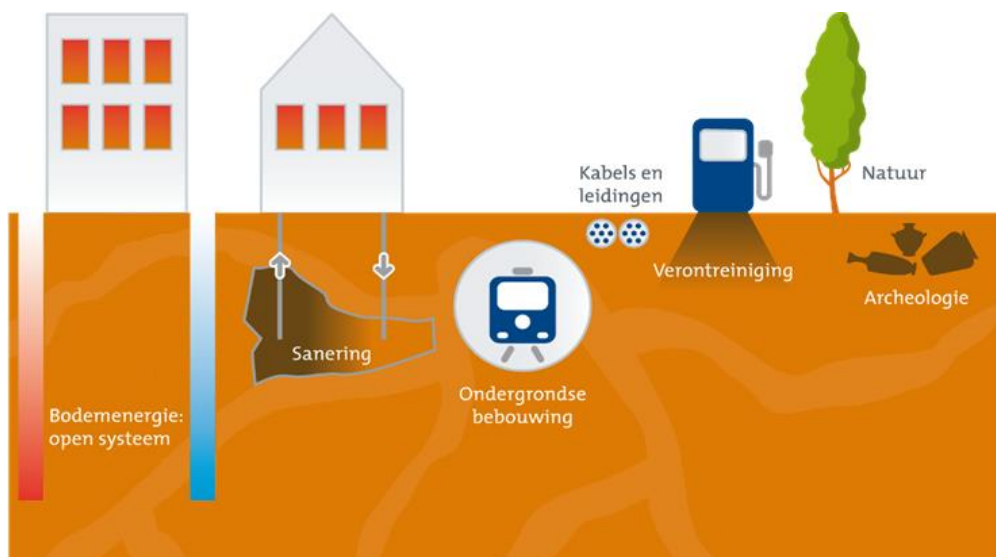 Kabels en
leidingen
Natuur
Verontreiniging
Archeologie
Sanering
Ondergrondse
bebouwing
Bodemenergie:
open systeem